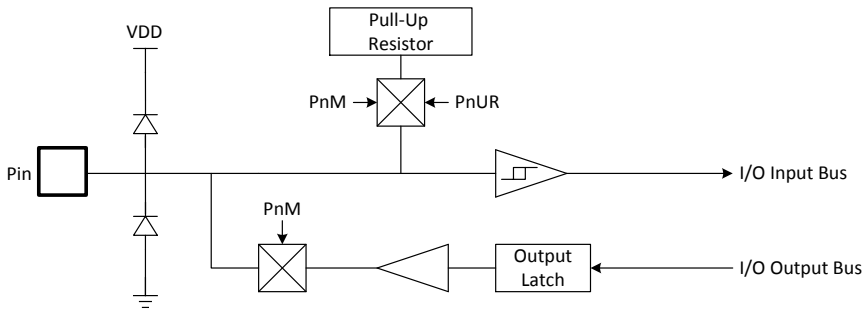 Pull-Up
Resistor
VDD
PnM
PnUR
Pin
I/O Input Bus
PnM
Output
Latch
I/O Output Bus